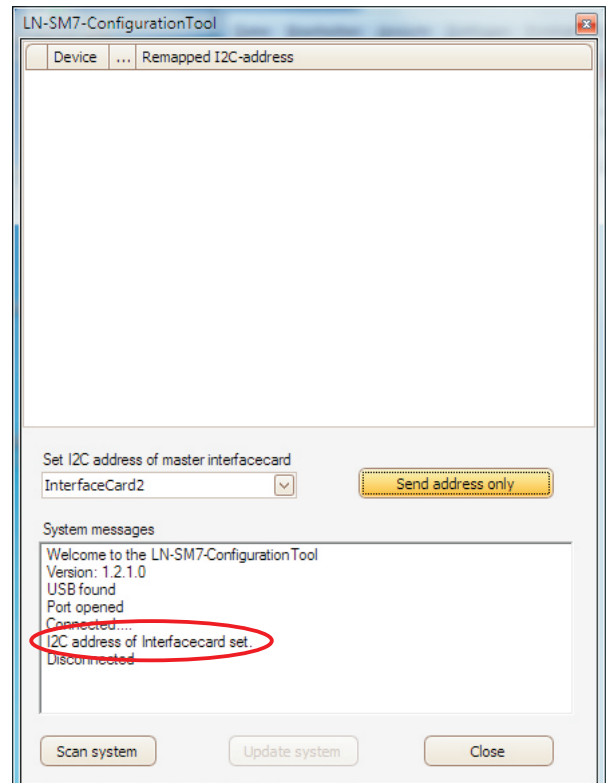 LN-SM7-ConfigurationTool
Device ... Remapped I2C-address
Set I2C address of master interfacecard
InterfaceCard2
Send address only
System messages
Welcome to the LN-SM7-ConfigurationTool
Version: 1.2.1.0
USB found
Port opened
Connected....
I2C address of Interfacecard set.
Disconnected
Scan system
Update system
Close